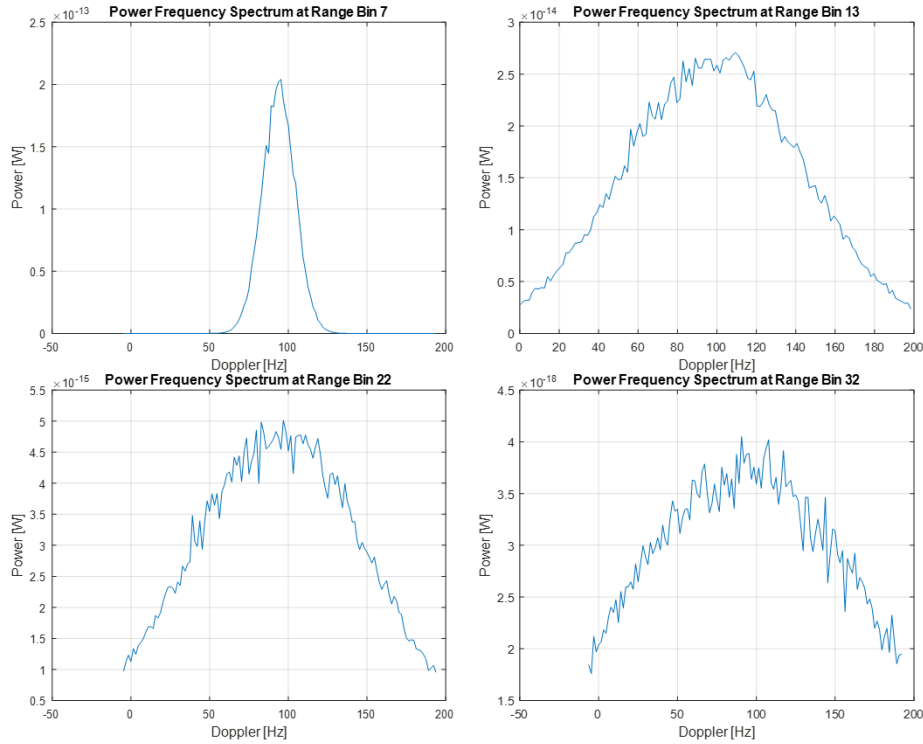 ×10⁻¹³
Power Frequency Spectrum at Range Bin 7
2.5
2
1.5
1
0.5
0
Power [W]
-50 0 50 100 150 200
Doppler [Hz]
×10⁻¹⁴
Power Frequency Spectrum at Range Bin 13
3
2.5
2
1.5
1
0.5
0
Power [W]
0 20 40 60 80 100 120 140 160 180 200
Doppler [Hz]
×10⁻¹⁵
Power Frequency Spectrum at Range Bin 22
5.5
5
4.5
4
3.5
3
2.5
2
1.5
1
0.5
Power [W]
-50 0 50 100 150 200
Doppler [Hz]
×10⁻¹⁸
Power Frequency Spectrum at Range Bin 32
4.5
4
3.5
3
2.5
2
1.5
Power [W]
-50 0 50 100 150 200
Doppler [Hz]